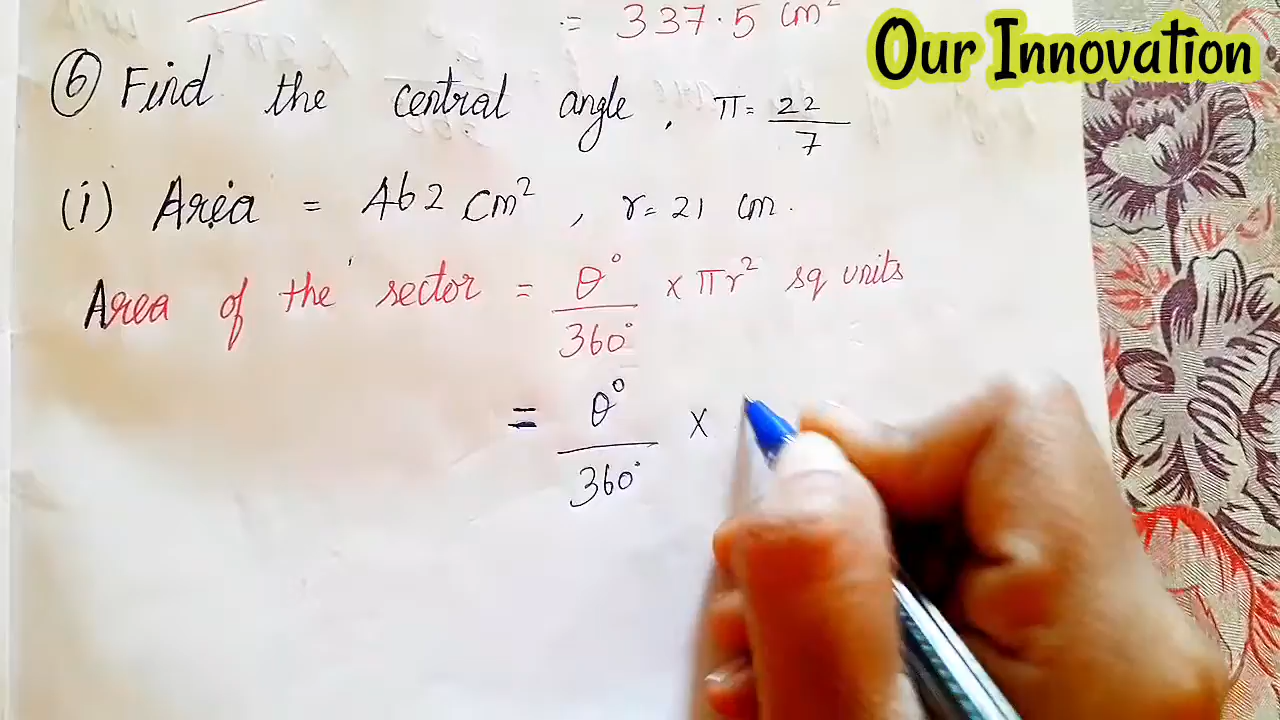 = 337.5 cm²
Our Innovation
⑥ Find the central angle, π = 22/7
(i) Area = 462 cm², r = 21 cm.
Area of the sector = θ°/360° × πr² sq units
= θ°/360° ×